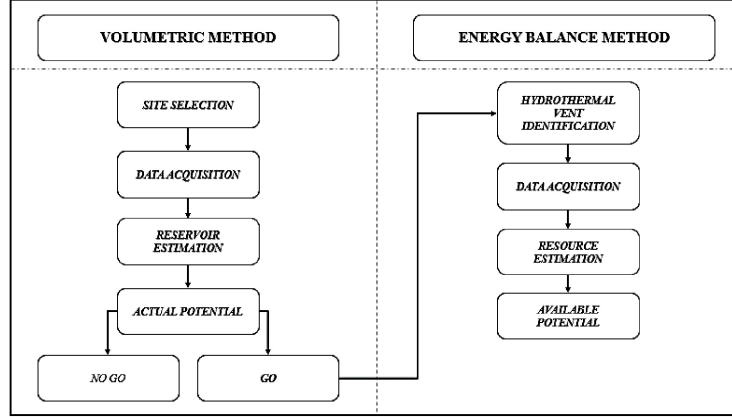 VOLUMETRIC METHOD
SITE SELECTION
DATA ACQUISITION
RESERVOIR
ESTIMATION
ACTUAL POTENTIAL
NO GO
GO
ENERGY BALANCE METHOD
HYDROTHERMAL
VENT
IDENTIFICATION
DATA ACQUISITION
RESOURCE
ESTIMATION
AVAILABLE
POTENTIAL